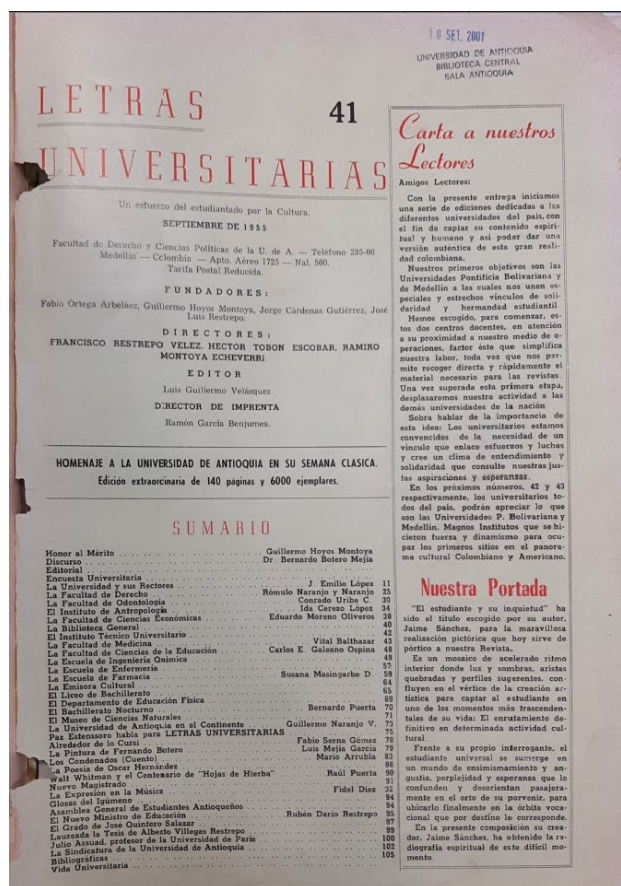 10 SET. 2001
UNIVERSIDAD DE ANTIOQUIA
BIBLIOTECA CENTRAL
SALA ANTIOQUIA
LETRAS
41
UNIVERSITARIAS
Un esfuerzo del estudiantado por la Cultura.
SEPTIEMBRE DE 1955
Facultad de Derecho y Ciencias Políticas de la U. de A. — Teléfono 235-66
Medellín — Colombia — Apto. Aéreo 1725 — Nal. 500.
Tarifa Postal Reducida.
FUNDADORES:
Fabio Ortega Arbeláez, Guillermo Hoyos Montoya, Jorge Cárdenas Gutiérrez, José
Luis Restrepo.
DIRECTORES:
FRANCISCO RESTREPO VELEZ, HECTOR TOBON ESCOBAR, RAMIRO
MONTOYA ECHEVERRI
EDITOR
Luis Guillermo Velásquez
DIRECTOR DE IMPRENTA
Ramón García Benjumea.
HOMENAJE A LA UNIVERSIDAD DE ANTIOQUIA EN SU SEMANA CLASICA.
Edición extraorcinaria de 140 páginas y 6000 ejemplares.
SUMARIO
Honor al Mérito . . . Guillermo Hoyos Montoya
Discurso . . . Dr. Bernardo Botero Mejía
Editorial
Encuesta Universitaria
La Universidad y sus Rectores . . . J. Emilio López 11
La Facultad de Derecho . . . Rómulo Naranjo y Naranjo 25
La Facultad de Odontología . . . Conrado Uribe C. 30
El Instituto de Antropología . . . Ida Cerezo López 34
La Facultad de Ciencias Económicas . . . Eduardo Moreno Oliveros 38
La Biblioteca General . . . 40
El Instituto Técnico Universitario . . . 42
La Facultad de Medicina . . . Vital Balthazar 43
La Facultad de Ciencias de la Educación . . . Carlos E. Galeano Ospina 48
La Escuela de Ingeniería Química . . . 49
La Escuela de Enfermería . . . 57
La Escuela de Farmacia . . . Susana Masingarbe D. 59
La Emisora Cultural . . . 64
El Liceo de Bachillerato . . . 65
El Departamento de Educación Física . . . 69
El Bachillerato Nocturno . . . Bernardo Puerta 70
El Museo de Ciencias Naturales . . . 71
La Universidad de Antioquia en el Continente . . . Guillermo Naranjo V. 73
Paz Estenssoro habla para LETRAS UNIVERSITARIAS . . . 75
Alrededor de lo Cursi . . . Fabio Serna Gómez 78
La Pintura de Fernando Botero . . . Luis Mejía García 79
Los Condenados (Cuento) . . . Mario Arrubla 83
La Poesía de Oscar Hernández . . . 88
Walt Whitman y el Centenario de "Hojas de Hierba" . . . Raúl Puerta 90
Nuevo Magistrado . . . 91
La Expresión en la Música . . . Fidel Díez 92
Glosas del Igúmeno . . . 94
Asamblea General de Estudiantes Antioqueños . . . 94
El Nuevo Ministro de Educación . . . Rubén Darío Restrepo 95
El Grado de José Quintero Salazar . . . 97
Laureada la Tesis de Alberto Villegas Restrepo . . . 99
Julio Assuad, profesor de la Universidad de París . . . 100
La Sindicatura de la Universidad de Antioquia . . . 102
Bibliográficas . . . 105
Vida Universitaria
Carta a nuestros
Lectores
Amigos Lectores:
Con la presente entrega iniciamos
una serie de ediciones dedicadas a las
diferentes universidades del país, con
el fin de captar su contenido espiri-
tual y humano y así poder dar una
versión auténtica de esta gran reali-
dad colombiana.
Nuestros primeros objetivos son las
Universidades Pontificia Bolivariana y
de Medellín a las cuales nos unen es-
peciales y estrechos vínculos de soli-
daridad y hermandad estudiantil
Hemos escogido, para comenzar, es-
tos dos centros docentes, en atención
a su proximidad a nuestro medio de o-
peraciones, factor éste que simplifica
nuestra labor, toda vez que nos per-
mite recoger directa y rápidamente el
material necesario para las revistas
Una vez superada esta primera etapa,
desplazaremos nuestra actividad a las
demás universidades de la nación
Sobra hablar de la importancia de
esta idea: Los universitarios estamos
convencidos de la necesidad de un
vínculo que enlace esfuerzos y luchas
y cree un clima de entendimiento y
solidaridad que consulte nuestras jus-
tas aspiraciones y esperanzas.
En los próximos números, 42 y 43
respectivamente, los universitarios to-
dos del país, podrán apreciar lo que
son las Universidades P. Bolivariana y
Medellín, Magnos Institutos que se hi-
cieron fuerza y dinamismo para ocu-
par los primeros sitios en el panora-
ma cultural Colombiano y Americano.
Nuestra Portada
"El estudiante y su inquietud" ha
sido el título escogido por su autor,
Jaime Sánchez, para la maravillosa
realización pictórica que hoy sirve de
pórtico a nuestra Revista.
Es un mosaico de acelerado ritmo
interior donde luz y sombras, aristas
quebradas y perfiles sugerentes, con-
fluyen en el vértice de la creación ar-
tística para captar al estudiante en
uno de los momentos más trascenden-
tales de su vida: El enrutamiento de-
finitivo en determinada actividad cul-
tural
Frente a su propio interrogante, el
estudiante universal se sumerge en
un mundo de ensimismamiento y an-
gustia, perplejidad y esperanza que lo
confunden y desorientan pasajera-
mente en el orto de su porvenir, para
ubicarlo finalmente en la órbita voca-
cional que por destino le corresponde.
En la presente composición su crea-
dor, Jaime Sánchez, ha obtenido la ra-
diografía espiritual de este difícil mo-
mento.